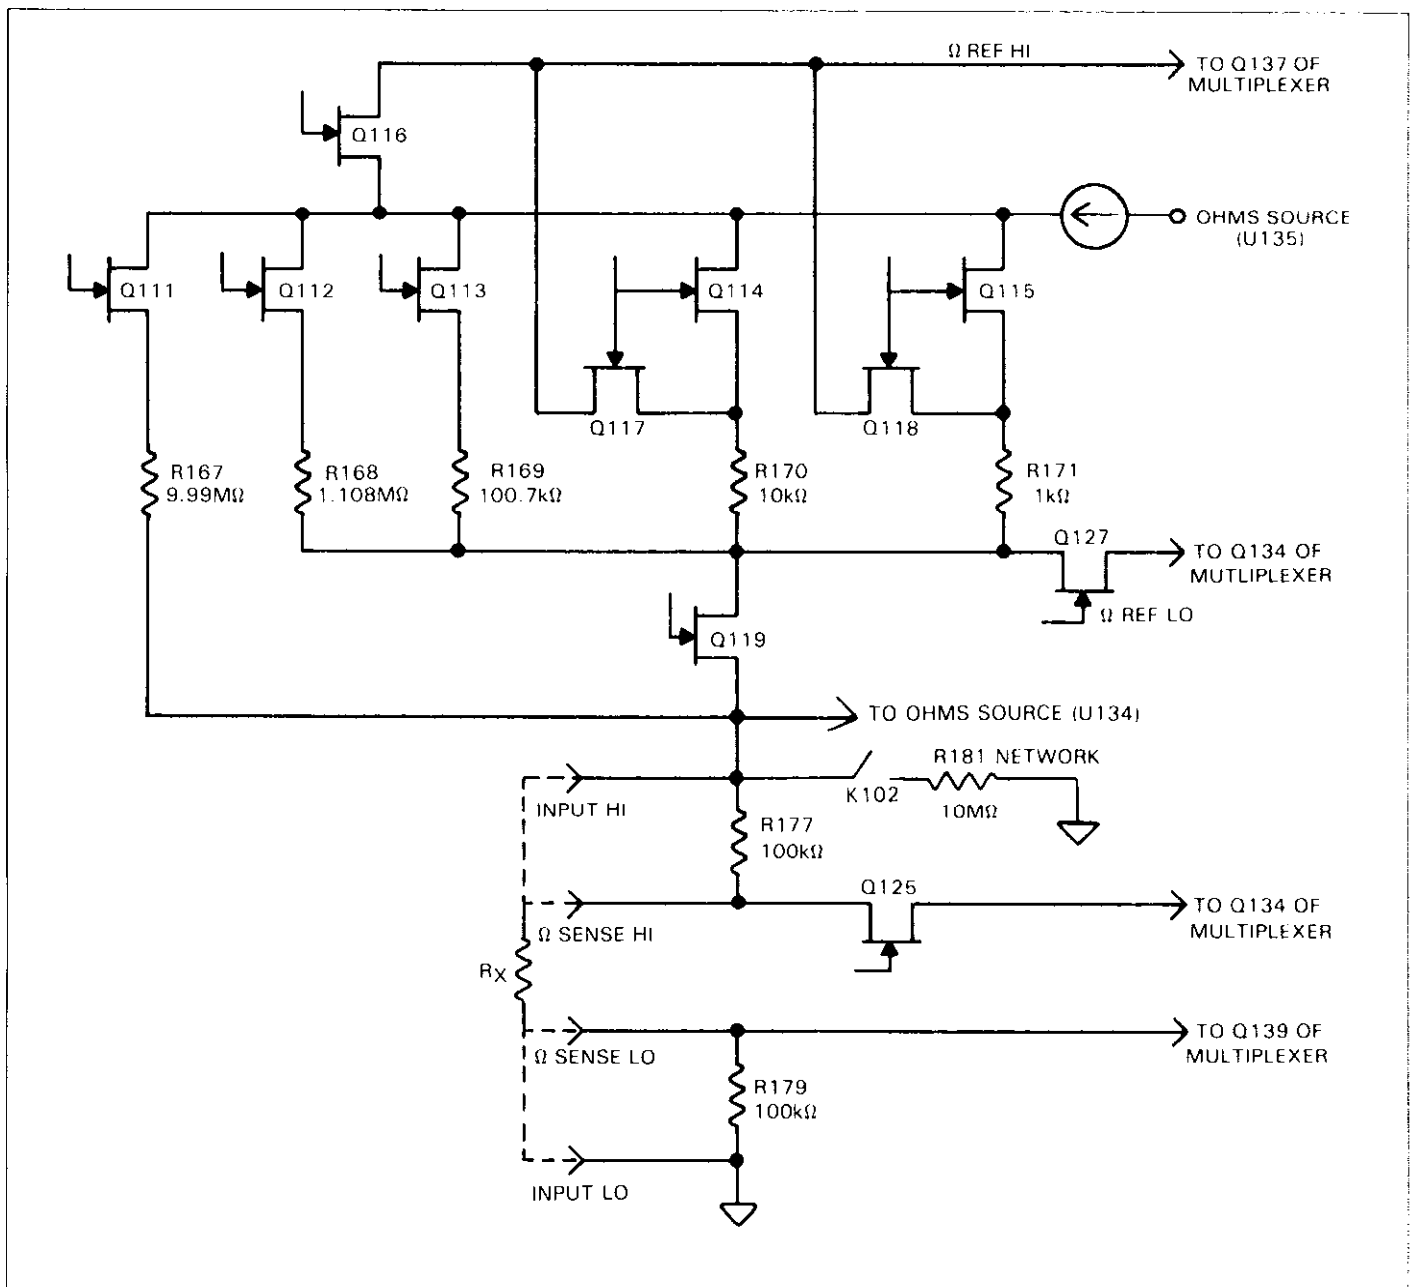 Ω REF HI
TO Q137 OF
MULTIPLEXER
Q116
OHMS SOURCE
(U135)
Q111
Q112
Q113
Q114
Q115
Q117
Q118
R167
9.99MΩ
R168
1.108MΩ
R169
100.7kΩ
R170
10kΩ
R171
1kΩ
Q127
TO Q134 OF
MUTLIPLEXER
Ω REF LO
Q119
TO OHMS SOURCE (U134)
R181 NETWORK
K102
10MΩ
INPUT HI
R177
100kΩ
Q125
TO Q134 OF
MULTIPLEXER
Ω SENSE HI
RX
TO Q139 OF
MULTIPLEXER
Ω SENSE LO
R179
100kΩ
INPUT LO